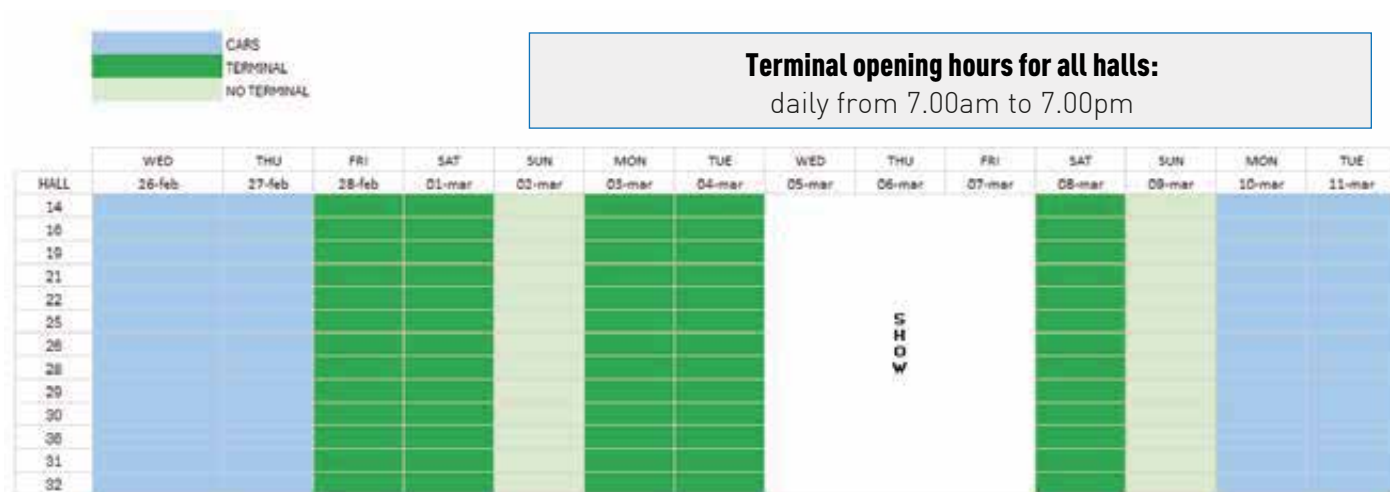 CARS
TERMINAL
NO TERMINAL
Terminal opening hours for all halls:
daily from 7.00am to 7.00pm
WED THU FRI SAT SUN MON TUE WED THU FRI SAT SUN MON TUE
HALL 26-feb 27-feb 28-feb 01-mar 02-mar 03-mar 04-mar 05-mar 06-mar 07-mar 08-mar 09-mar 10-mar 11-mar
14
16
19
21
22
25
26
28
29
30
36
31
32
S
H
O
W